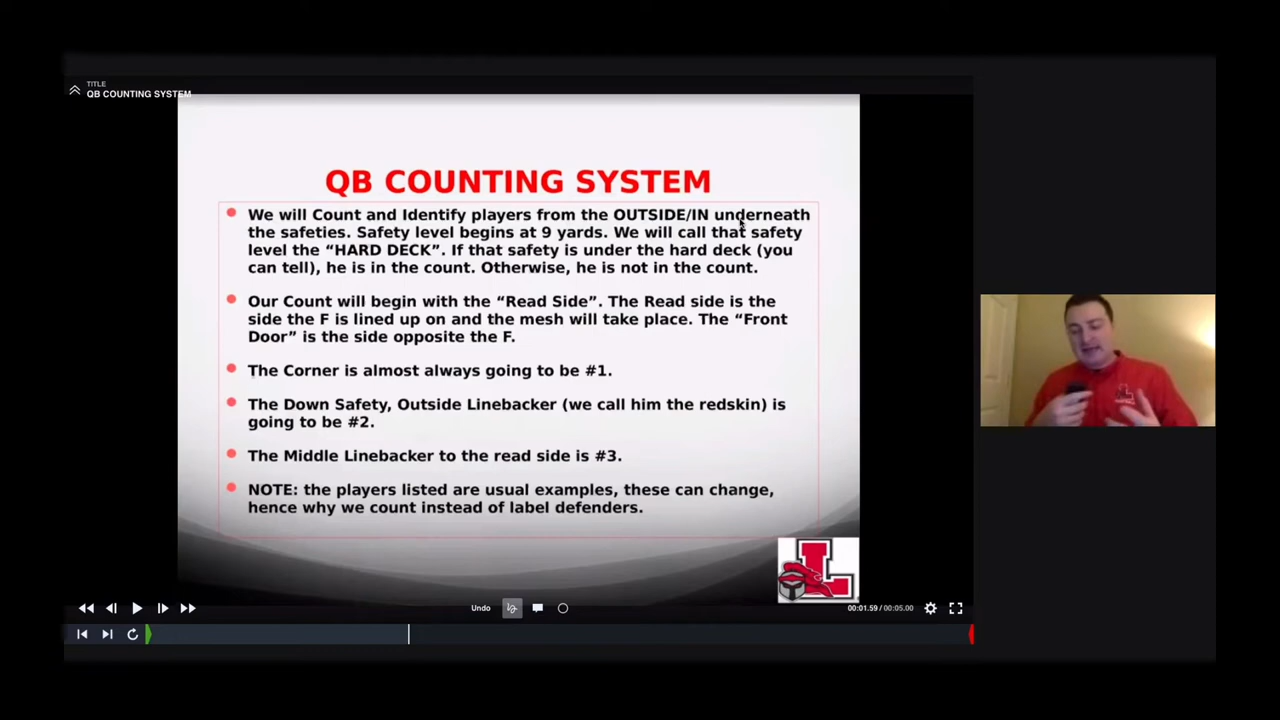 TITLE
QB COUNTING SYSTEM
QB COUNTING SYSTEM
We will Count and Identify players from the OUTSIDE/IN underneath
the safeties. Safety level begins at 9 yards. We will call that safety
level the “HARD DECK”. If that safety is under the hard deck (you
can tell), he is in the count. Otherwise, he is not in the count.
Our Count will begin with the “Read Side”. The Read side is the
side the F is lined up on and the mesh will take place. The “Front
Door” is the side opposite the F.
The Corner is almost always going to be #1.
The Down Safety, Outside Linebacker (we call him the redskin) is
going to be #2.
The Middle Linebacker to the read side is #3.
NOTE: the players listed are usual examples, these can change,
hence why we count instead of label defenders.
L
L
Undo
00:01.59 / 00:05.00